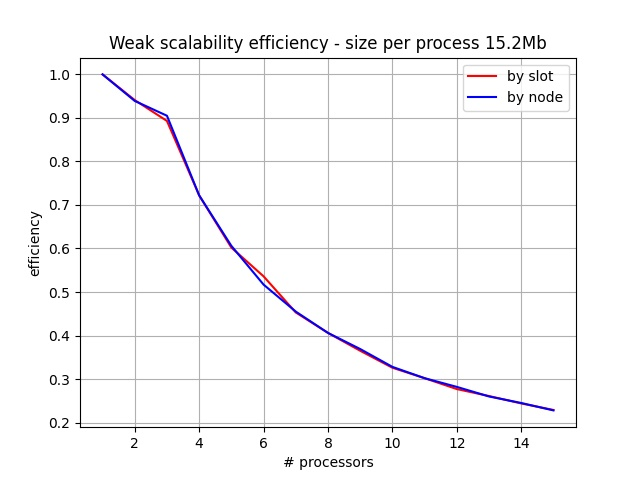 Weak scalability efficiency - size per process 15.2Mb
by slot
by node
1.0
0.9
0.8
0.7
0.6
0.5
0.4
0.3
0.2
efficiency
2 4 6 8 10 12 14
# processors